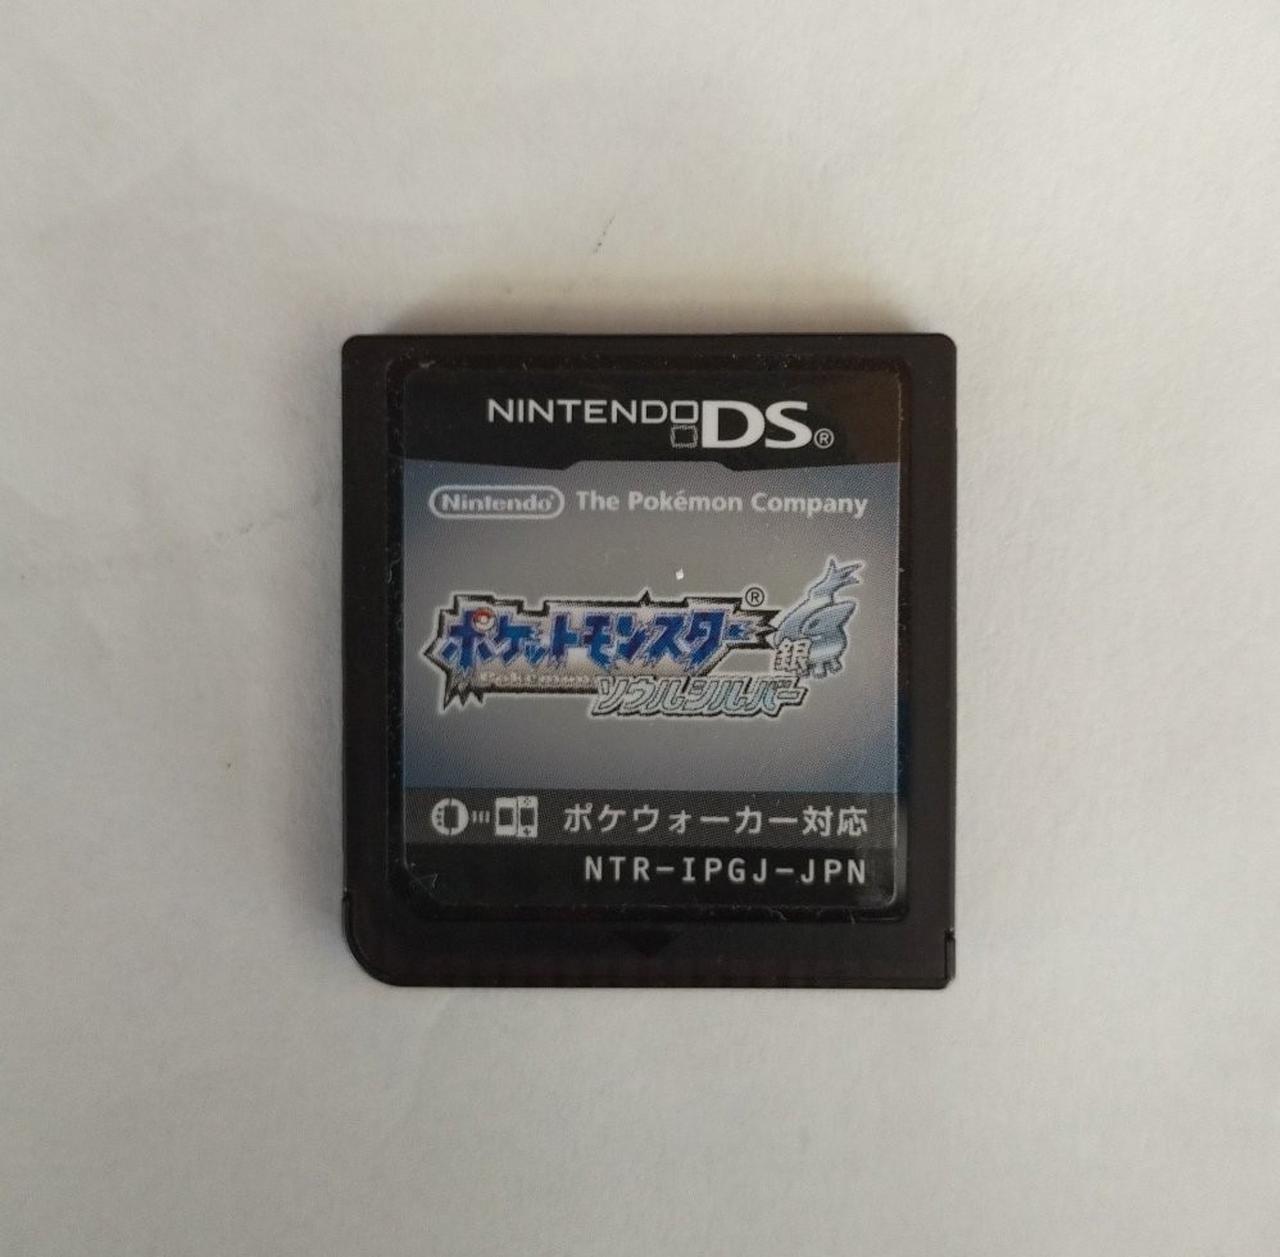 NINTENDO DS®
Nintendo® The Pokémon Company
ポケットモンスター®
Pokémon
銀
ソウルシルバー
ポケウォーカー対応
NTR-IPGJ-JPN